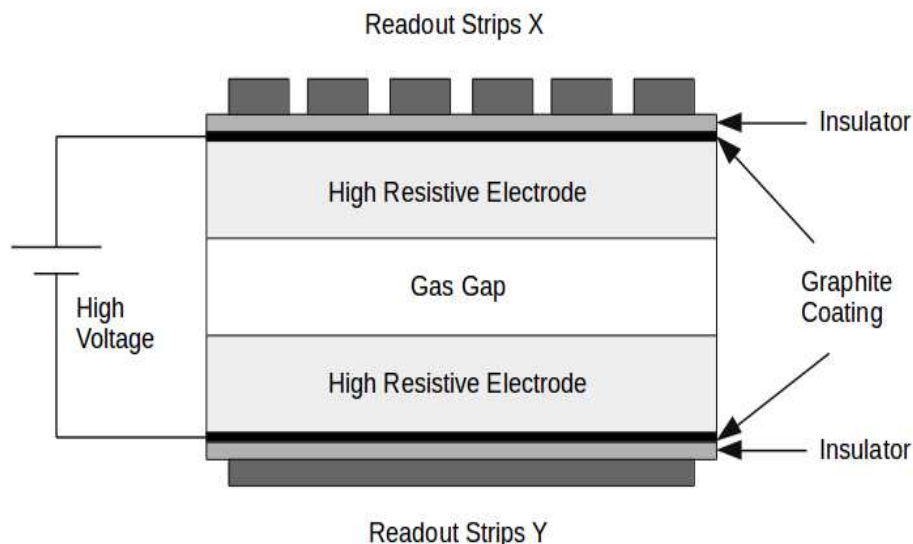 Readout Strips X
Insulator
High Resistive Electrode
Gas Gap
High
Voltage
Graphite
Coating
High Resistive Electrode
Insulator
Readout Strips Y